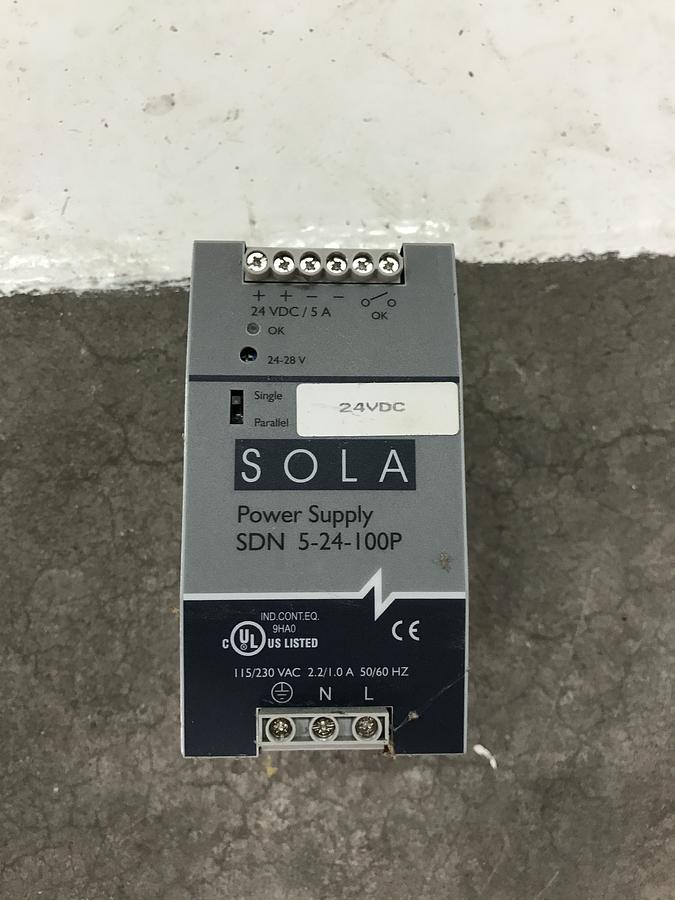 + + − −
24 VDC / 5 A
OK
OK
24-28 V
Single
Parallel
24VDC
SOLA
Power Supply
SDN 5-24-100P
IND.CONT.EQ.
9HA0
C UL US LISTED
CE
115/230 VAC 2.2/1.0 A 50/60 HZ
N L